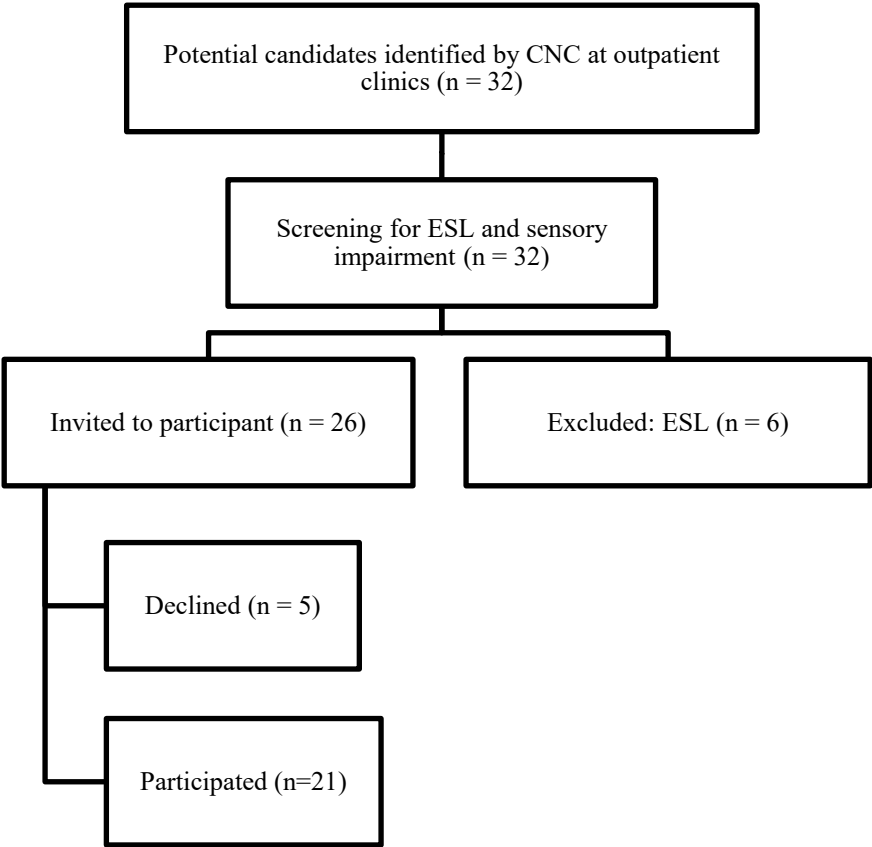 Potential candidates identified by CNC at outpatient
clinics (n = 32)
Screening for ESL and sensory
impairment (n = 32)
Invited to participant (n = 26)
Excluded: ESL (n = 6)
Declined (n = 5)
Participated (n=21)